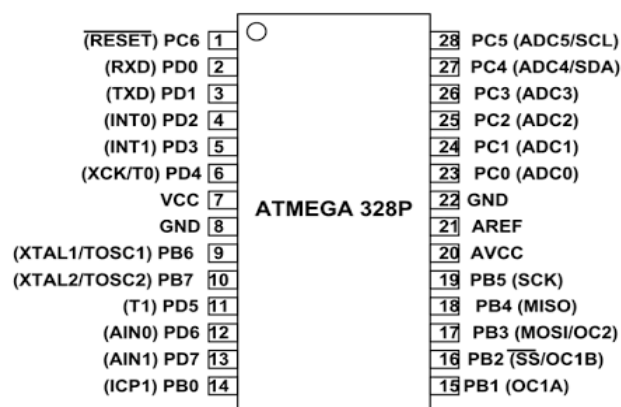 (RESET) PC6 1
(RXD) PD0 2
(TXD) PD1 3
(INT0) PD2 4
(INT1) PD3 5
(XCK/T0) PD4 6
VCC 7
GND 8
(XTAL1/TOSC1) PB6 9
(XTAL2/TOSC2) PB7 10
(T1) PD5 11
(AIN0) PD6 12
(AIN1) PD7 13
(ICP1) PB0 14
ATMEGA 328P
28 PC5 (ADC5/SCL)
27 PC4 (ADC4/SDA)
26 PC3 (ADC3)
25 PC2 (ADC2)
24 PC1 (ADC1)
23 PC0 (ADC0)
22 GND
21 AREF
20 AVCC
19 PB5 (SCK)
18 PB4 (MISO)
17 PB3 (MOSI/OC2)
16 PB2 (SS/OC1B)
15 PB1 (OC1A)